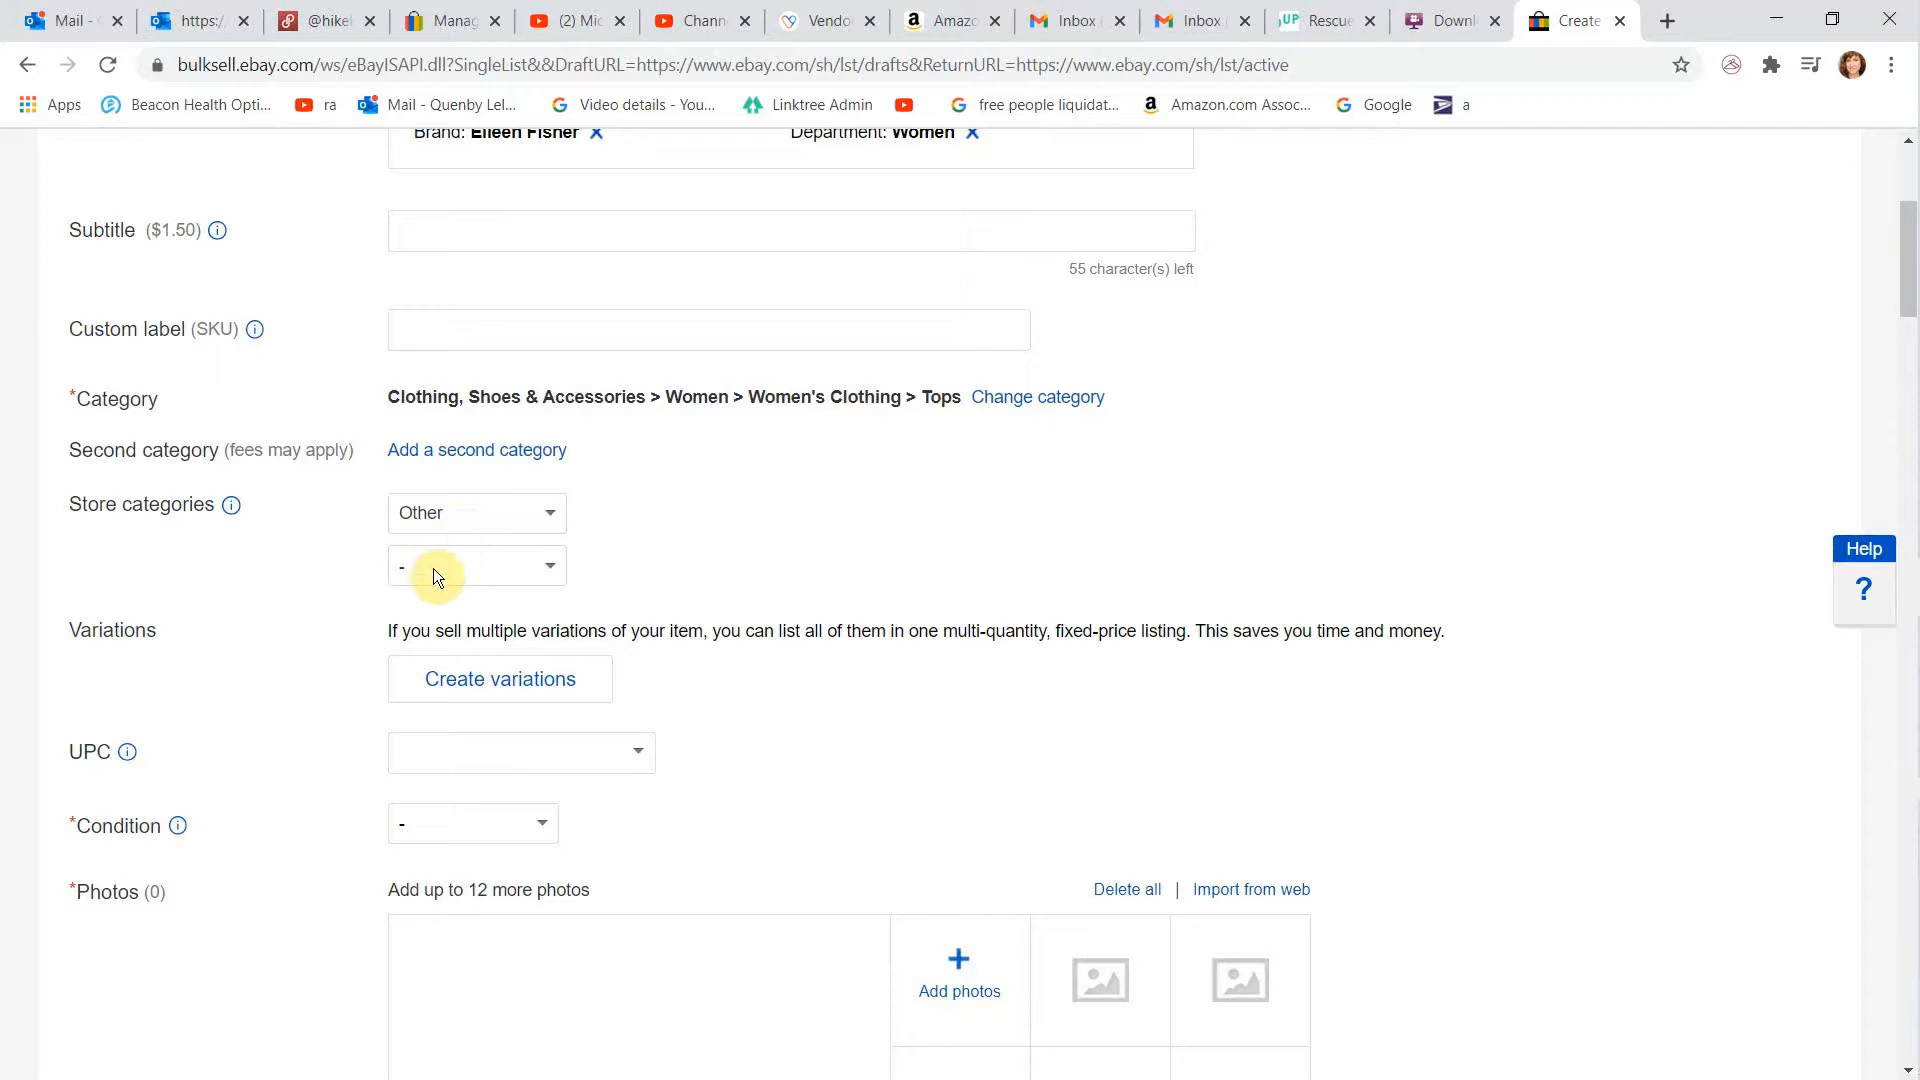 Mail -
https:/
@hikel
Manag
(2) Mic
Chann
Vendo
Amazo
Inbox
Inbox
UP Rescue
Downl
Create
bulksell.ebay.com/ws/eBayISAPI.dll?SingleList&&DraftURL=https://www.ebay.com/sh/lst/drafts&ReturnURL=https://www.ebay.com/sh/lst/active
Apps
Beacon Health Opti...
ra
Mail - Quenby Lel...
Video details - You...
Linktree Admin
free people liquidat...
Amazon.com Assoc...
Google
a
Brand: Eileen Fisher
Department: Women
Subtitle ($1.50)
55 character(s) left
Custom label (SKU)
*Category
Clothing, Shoes & Accessories > Women > Women's Clothing > Tops Change category
Second category (fees may apply)
Add a second category
Store categories
Other
-
Variations
If you sell multiple variations of your item, you can list all of them in one multi-quantity, fixed-price listing. This saves you time and money.
Create variations
Help
?
UPC
*Condition
-
*Photos (0)
Add up to 12 more photos
Delete all | Import from web
+
Add photos